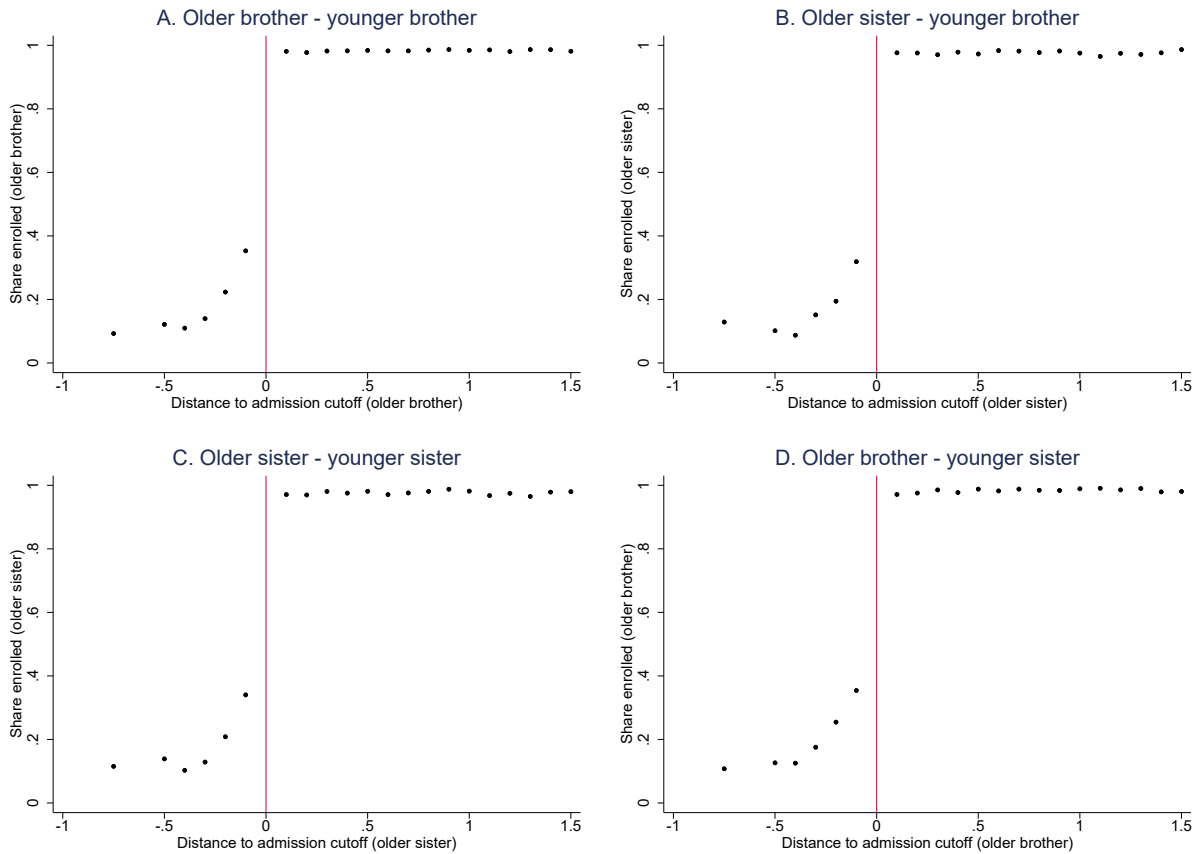 A. Older brother - younger brother
Share enrolled (older brother)
1
.8
.6
.4
.2
0
-1 -.5 0 .5 1 1.5
Distance to admission cutoff (older brother)
B. Older sister - younger brother
Share enrolled (older sister)
1
.8
.6
.4
.2
0
-1 -.5 0 .5 1 1.5
Distance to admission cutoff (older sister)
C. Older sister - younger sister
Share enrolled (older sister)
1
.8
.6
.4
.2
0
-1 -.5 0 .5 1 1.5
Distance to admission cutoff (older sister)
D. Older brother - younger sister
Share enrolled (older brother)
1
.8
.6
.4
.2
0
-1 -.5 0 .5 1 1.5
Distance to admission cutoff (older brother)